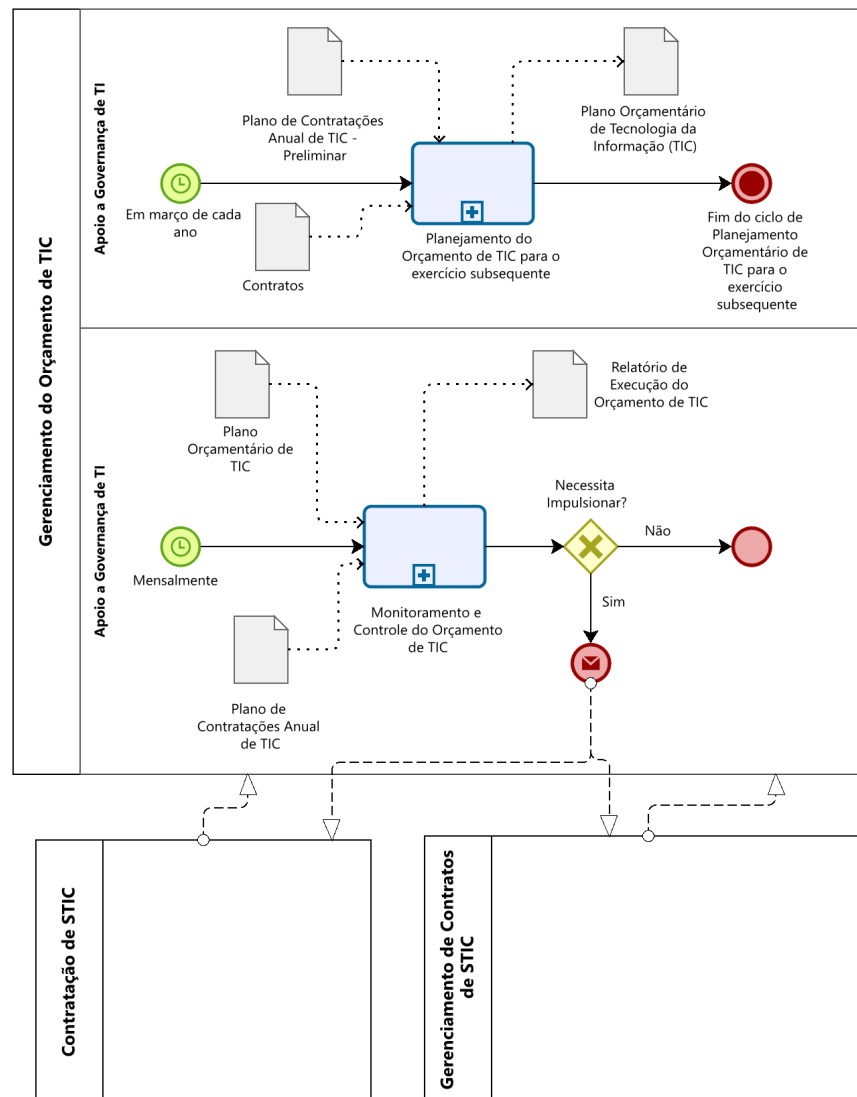 Gerenciamento do Orçamento de TIC
Apoio a Governança de TI
Plano de Contratações
Anual de TIC -
Preliminar
Plano Orçamentário
de Tecnologia da
Informação (TIC)
Em março de cada
ano
Contratos
Planejamento do
Orçamento de TIC para o
exercício subsequente
Fim do ciclo de
Planejamento
Orçamentário de
TIC para o
exercício
subsequente
Apoio a Governança de TI
Plano
Orçamentário de
TIC
Relatório de
Execução do
Orçamento de TIC
Necessita
Impulsionar?
Não
Mensalmente
Sim
Monitoramento e
Controle do Orçamento
de TIC
Plano de
Contratações Anual
de TIC
Contratação de STIC
Gerenciamento de Contratos
de STIC